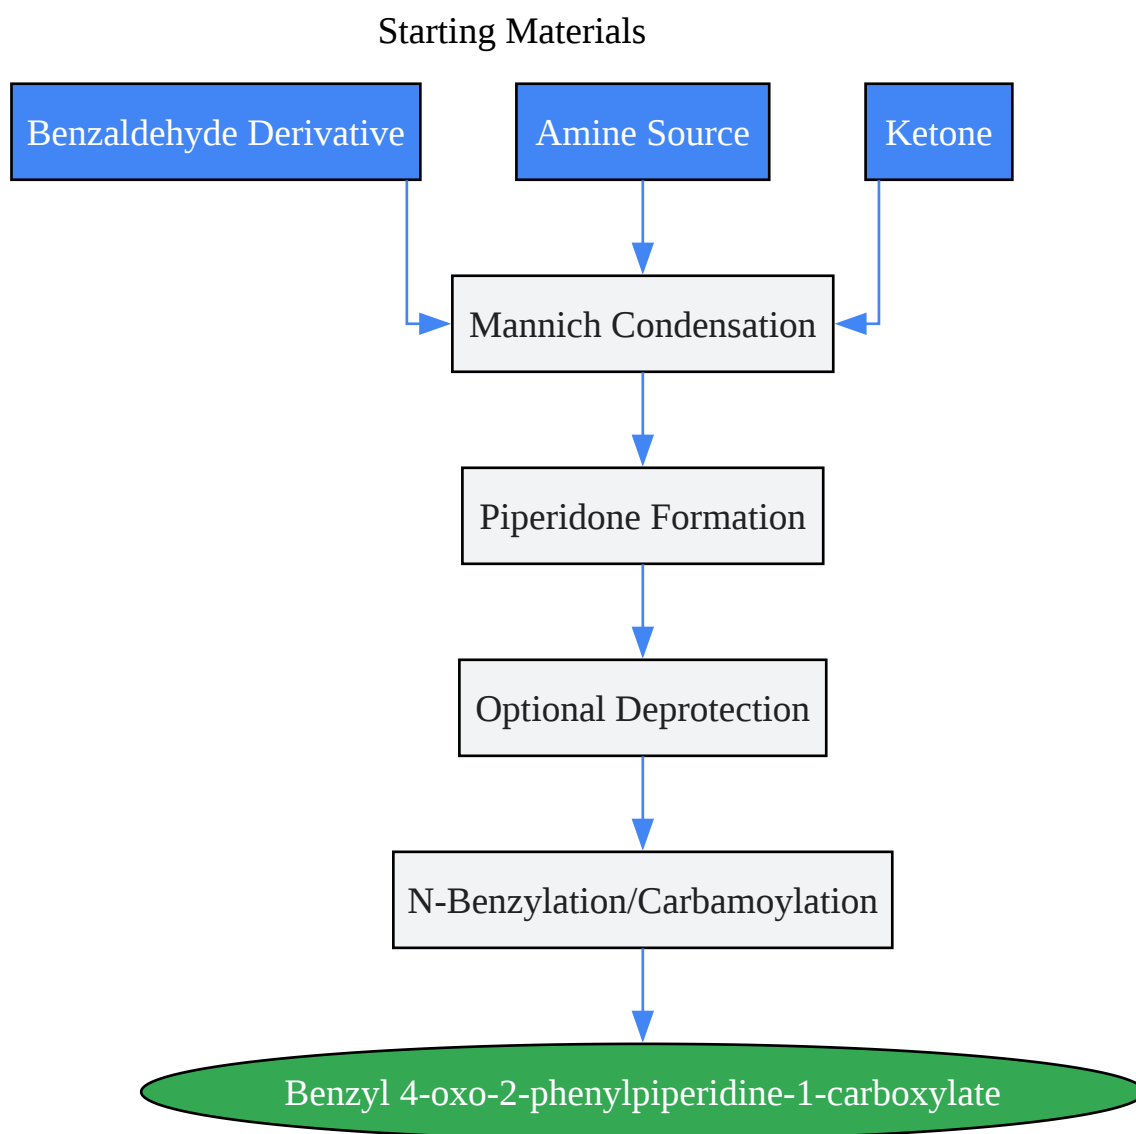 Starting Materials
Benzaldehyde Derivative
Amine Source
Ketone
Mannich Condensation
Piperidone Formation
Optional Deprotection
N-Benzylation/Carbamoylation
Benzyl 4-oxo-2-phenylpiperidine-1-carboxylate